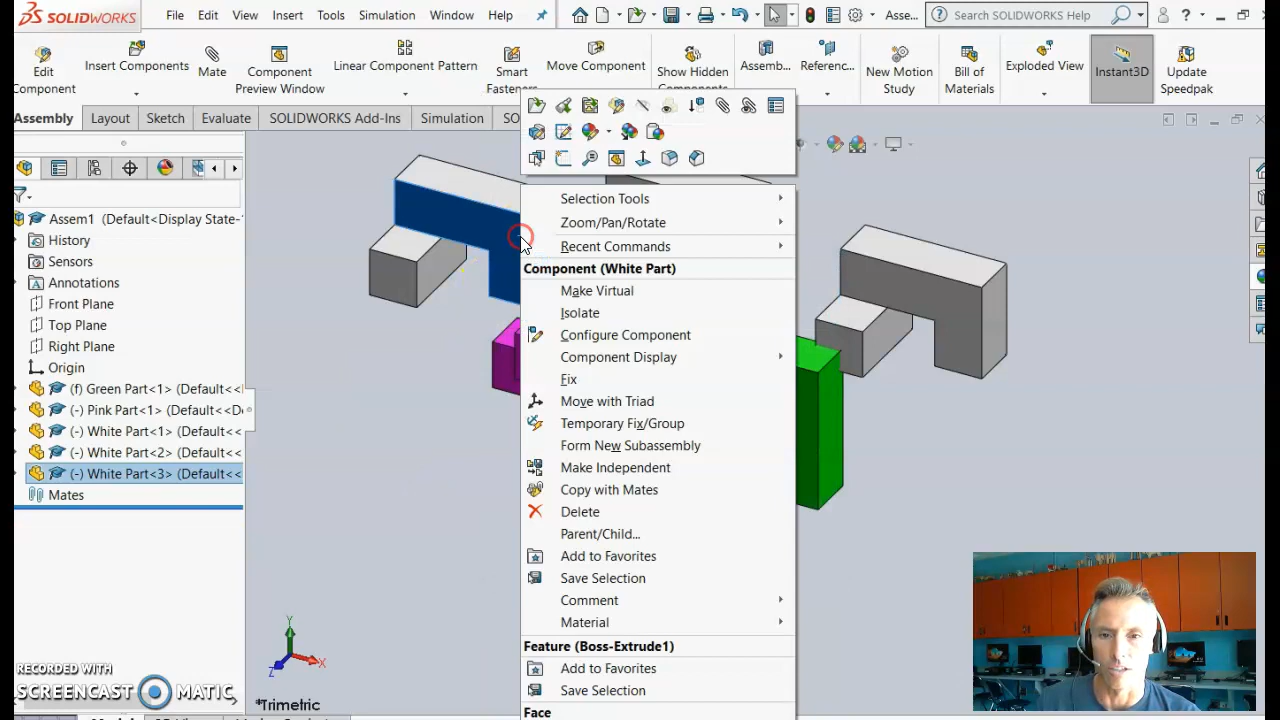 SOLIDWORKS File Edit View Insert Tools Simulation Window Help Asse... Search SOLIDWORKS Help ?
Edit Component
Insert Components
Mate
Component Preview Window
Linear Component Pattern
Smart Fasteners
Move Component
Show Hidden Components
Assemb...
Referenc...
New Motion Study
Bill of Materials
Exploded View
Instant3D
Update Speedpak
Assembly Layout Sketch Evaluate SOLIDWORKS Add-Ins Simulation SO
Assem1 (Default<Display State-
History
Sensors
Annotations
Front Plane
Top Plane
Right Plane
Origin
(f) Green Part<1> (Default<<
(-) Pink Part<1> (Default<<D
(-) White Part<1> (Default<<
(-) White Part<2> (Default<<
(-) White Part<3> (Default<<
Mates
Selection Tools
Zoom/Pan/Rotate
Recent Commands
Component (White Part)
Make Virtual
Isolate
Configure Component
Component Display
Fix
Move with Triad
Temporary Fix/Group
Form New Subassembly
Make Independent
Copy with Mates
Delete
Parent/Child...
Add to Favorites
Save Selection
Comment
Material
Feature (Boss-Extrude1)
Add to Favorites
Save Selection
Face
Y
X
Z
*Trimetric
RECORDED WITH
SCREENCAST MATIC